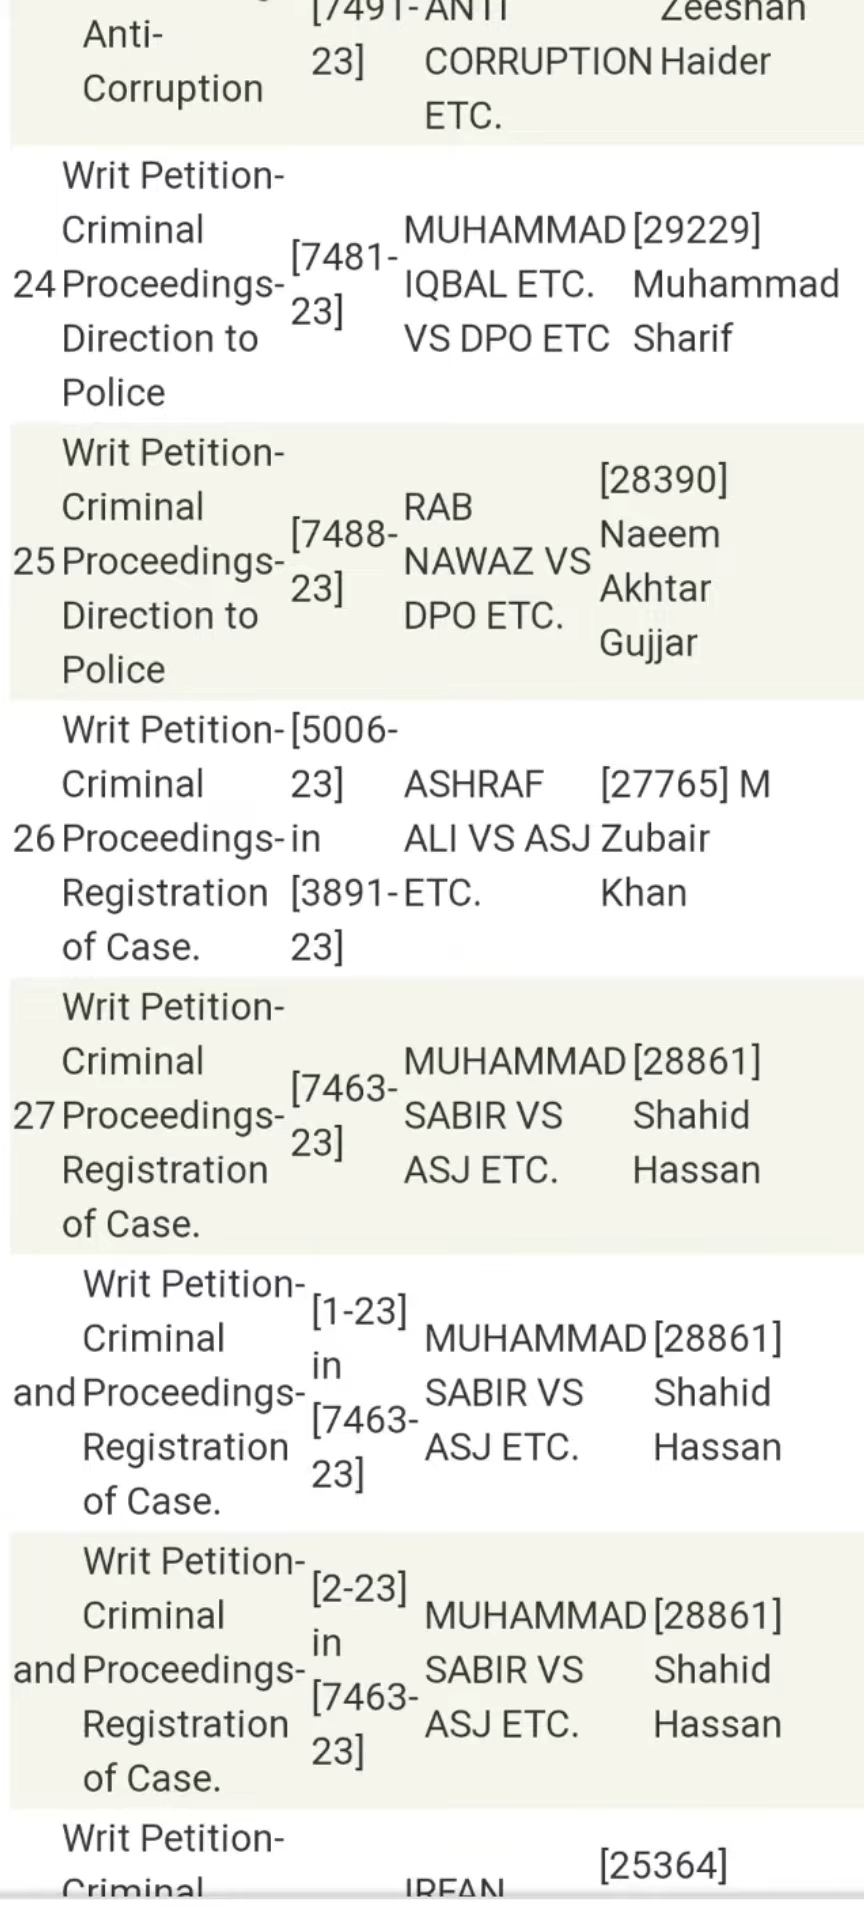 Anti-
Corruption
[7491-
23]
ANTI
CORRUPTION
ETC.
Zeeshan
Haider
24
Writ Petition-
Criminal
Proceedings-
Direction to
Police
[7481-
23]
MUHAMMAD
IQBAL ETC.
VS DPO ETC
[29229]
Muhammad
Sharif
25
Writ Petition-
Criminal
Proceedings-
Direction to
Police
[7488-
23]
RAB
NAWAZ VS
DPO ETC.
[28390]
Naeem
Akhtar
Gujjar
26
Writ Petition-
Criminal
Proceedings-
Registration
of Case.
[5006-
23]
in
[3891-
23]
ASHRAF
ALI VS ASJ
ETC.
[27765] M
Zubair
Khan
27
Writ Petition-
Criminal
Proceedings-
Registration
of Case.
[7463-
23]
MUHAMMAD
SABIR VS
ASJ ETC.
[28861]
Shahid
Hassan
and
Writ Petition-
Criminal
Proceedings-
Registration
of Case.
[1-23]
in
[7463-
23]
MUHAMMAD
SABIR VS
ASJ ETC.
[28861]
Shahid
Hassan
and
Writ Petition-
Criminal
Proceedings-
Registration
of Case.
[2-23]
in
[7463-
23]
MUHAMMAD
SABIR VS
ASJ ETC.
[28861]
Shahid
Hassan
Writ Petition-
Criminal
IRFAN
[25364]